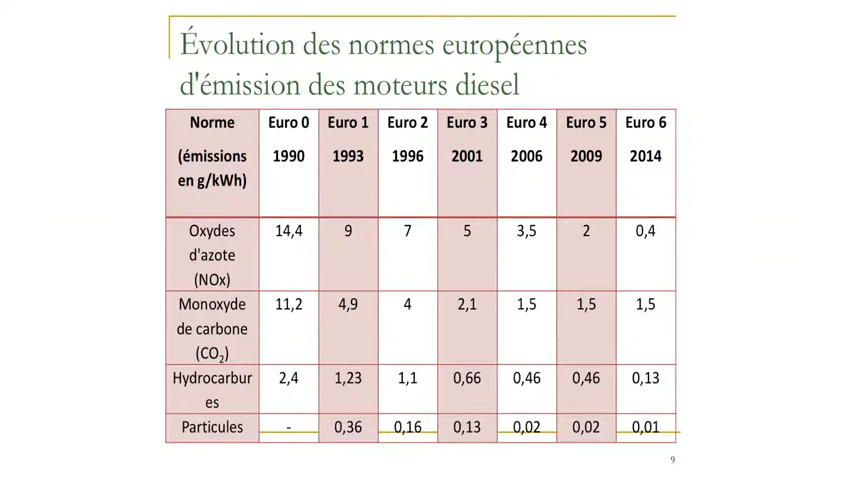 Évolution des normes européennes
d'émission des moteurs diesel
Norme Euro 0 Euro 1 Euro 2 Euro 3 Euro 4 Euro 5 Euro 6
(émissions 1990 1993 1996 2001 2006 2009 2014
en g/kWh)
Oxydes 14,4 9 7 5 3,5 2 0,4
d'azote
(NOx)
Monoxyde 11,2 4,9 4 2,1 1,5 1,5 1,5
de carbone
(CO2)
Hydrocarbur 2,4 1,23 1,1 0,66 0,46 0,46 0,13
es
Particules - 0,36 0,16 0,13 0,02 0,02 0,01
9